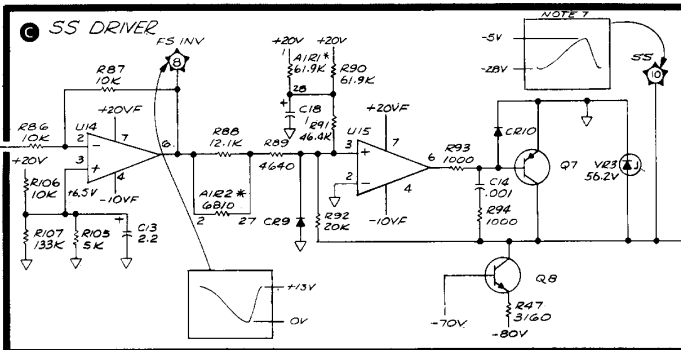 C SS DRIVER
FS INV
8
NOTE 7
-5V
-28V
SS
10
+20V
+20V
A1R1*
61.9K
R90
61.9K
28
C18
1
R91
46.4K
R87
10K
+20VF
U14
R86
10K
2
7
6
3
4
+20V
+6.5V
-10VF
R106
10K
R107
133K
R105
5K
C13
2.2
R88
12.1K
R89
4640
A1R2*
6810
2
27
CR9
R92
20K
+20VF
U15
3
7
6
2
4
-10VF
R93
1000
CR10
Q7
VR3
56.2V
C14
.001
R94
1000
+13V
0V
Q8
-70V
R47
3160
-80V